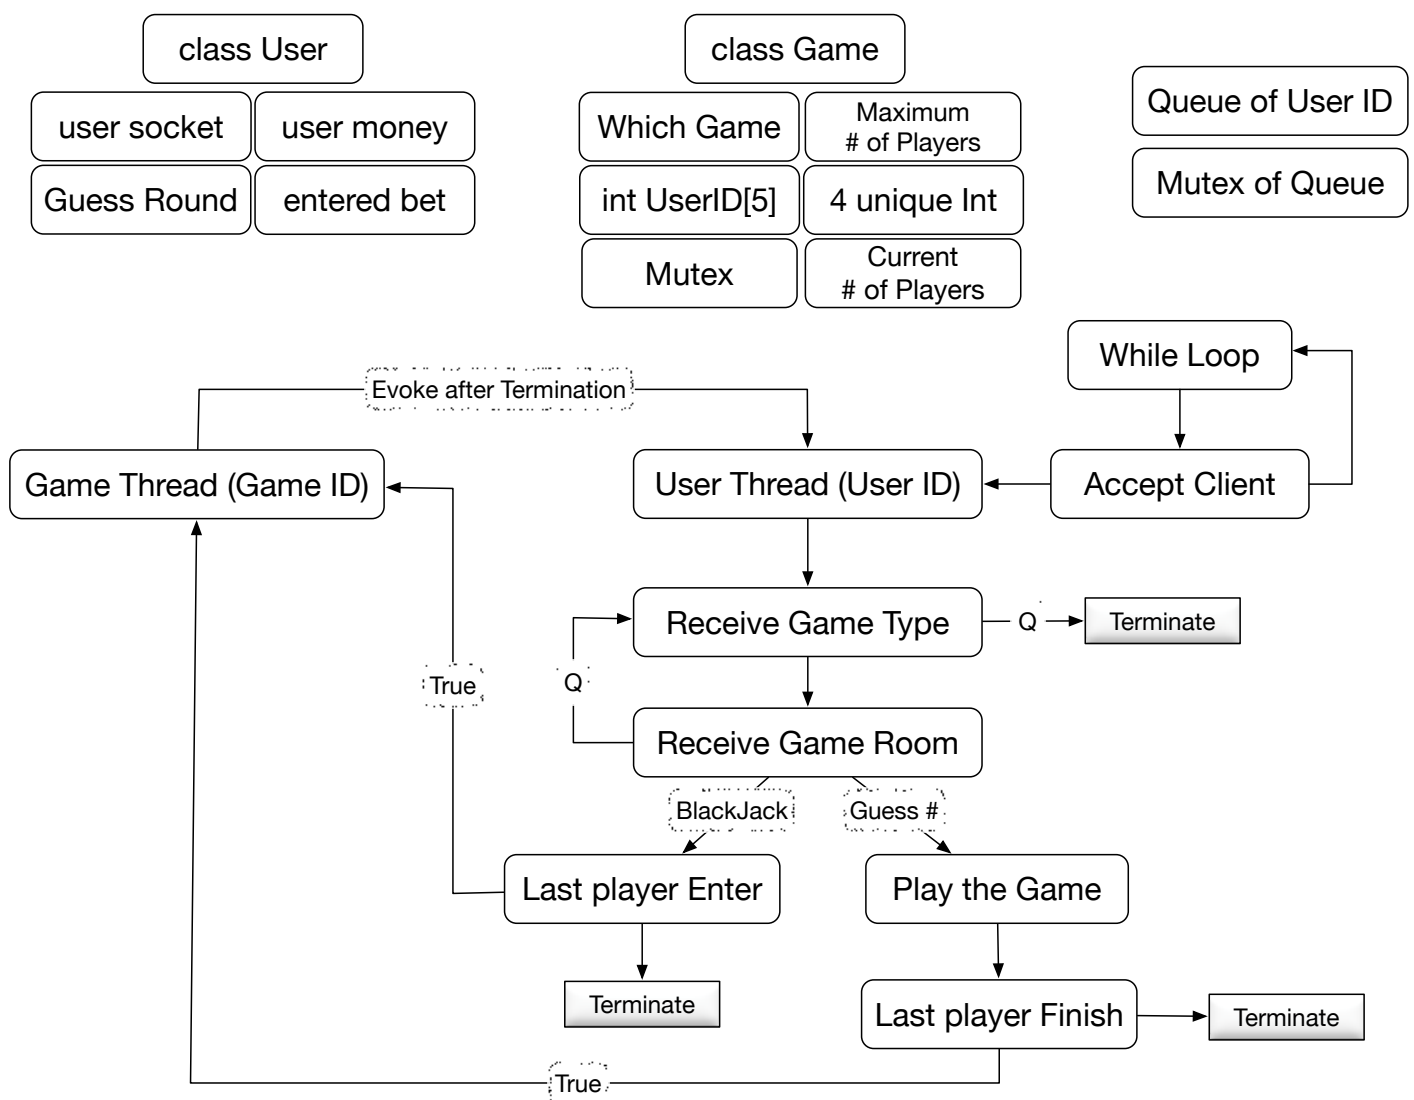 class User
class Game
Queue of User ID
user socket
user money
Which Game
Maximum
# of Players
Mutex of Queue
Guess Round
entered bet
int UserID[5]
4 unique Int
Mutex
Current
# of Players
While Loop
Evoke after Termination
Game Thread (Game ID)
User Thread (User ID)
Accept Client
Receive Game Type
Q
Terminate
True
Q
Receive Game Room
BlackJack
Guess #
Last player Enter
Play the Game
Terminate
Last player Finish
Terminate
True